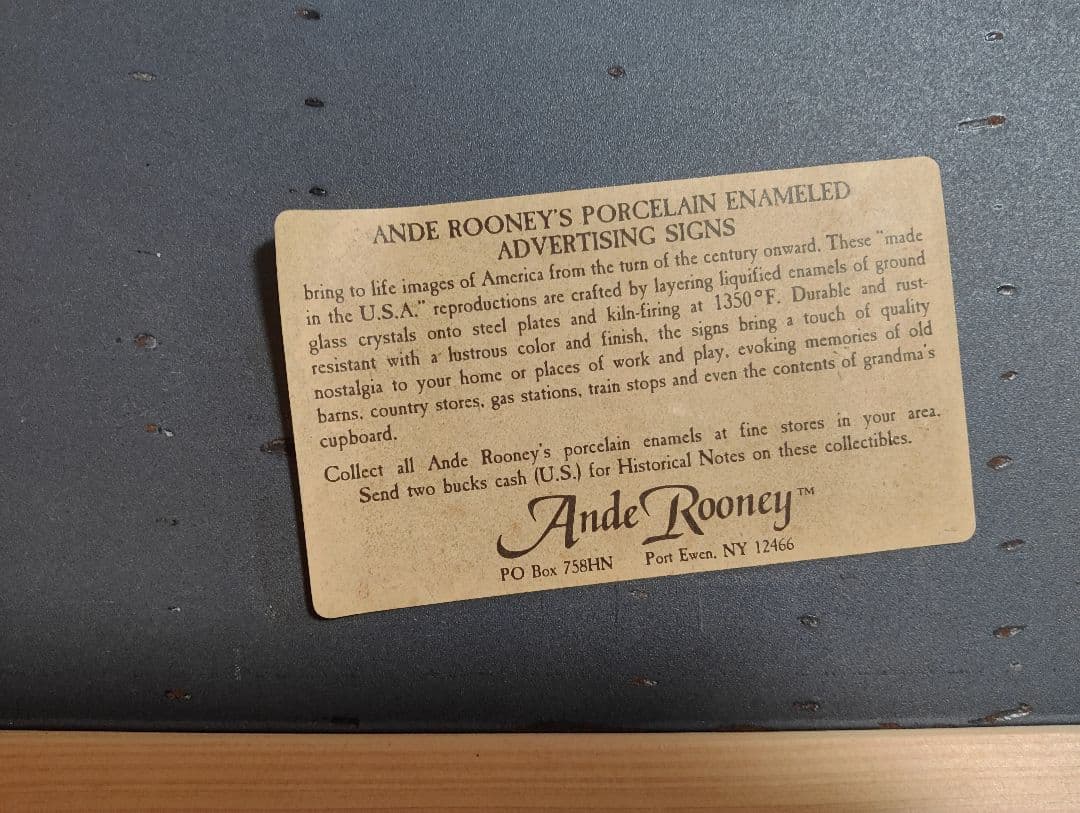 ANDE ROONEY'S PORCELAIN ENAMELED
ADVERTISING SIGNS
bring to life images of America from the turn of the century onward. These "made
in the U.S.A." reproductions are crafted by layering liquified enamels of ground
glass crystals onto steel plates and kiln-firing at 1350°F. Durable and rust-
resistant with a lustrous color and finish, the signs bring a touch of quality
nostalgia to your home or places of work and play, evoking memories of old
barns, country stores, gas stations, train stops and even the contents of grandma's
cupboard.
Collect all Ande Rooney's porcelain enamels at fine stores in your area.
Send two bucks cash (U.S.) for Historical Notes on these collectibles.
Ande Rooney™
PO Box 758HN Port Ewen, NY 12466